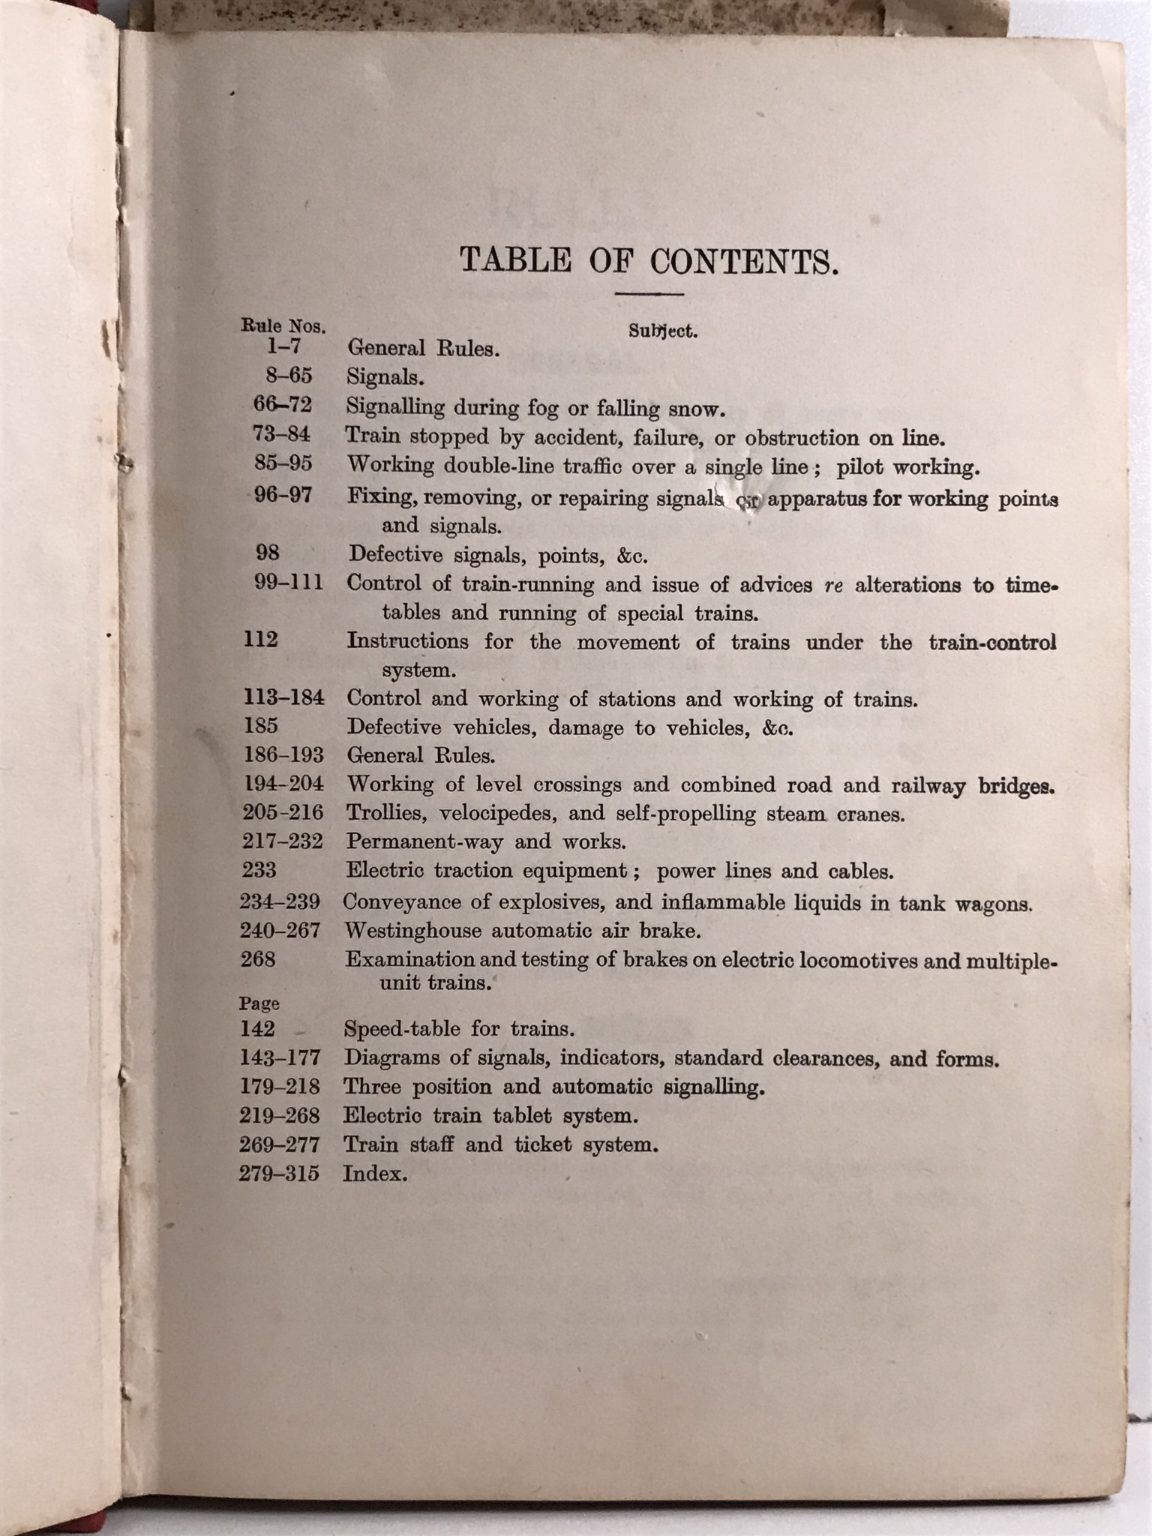 TABLE OF CONTENTS.
Rule Nos. Subject.
1–7 General Rules.
8–65 Signals.
66–72 Signalling during fog or falling snow.
73–84 Train stopped by accident, failure, or obstruction on line.
85–95 Working double-line traffic over a single line; pilot working.
96–97 Fixing, removing, or repairing signals or apparatus for working points
and signals.
98 Defective signals, points, &c.
99–111 Control of train-running and issue of advices re alterations to time-
tables and running of special trains.
112 Instructions for the movement of trains under the train-control
system.
113–184 Control and working of stations and working of trains.
185 Defective vehicles, damage to vehicles, &c.
186–193 General Rules.
194–204 Working of level crossings and combined road and railway bridges.
205–216 Trollies, velocipedes, and self-propelling steam cranes.
217–232 Permanent-way and works.
233 Electric traction equipment; power lines and cables.
234–239 Conveyance of explosives, and inflammable liquids in tank wagons.
240–267 Westinghouse automatic air brake.
268 Examination and testing of brakes on electric locomotives and multiple-
unit trains.
Page
142 Speed-table for trains.
143–177 Diagrams of signals, indicators, standard clearances, and forms.
179–218 Three position and automatic signalling.
219–268 Electric train tablet system.
269–277 Train staff and ticket system.
279–315 Index.